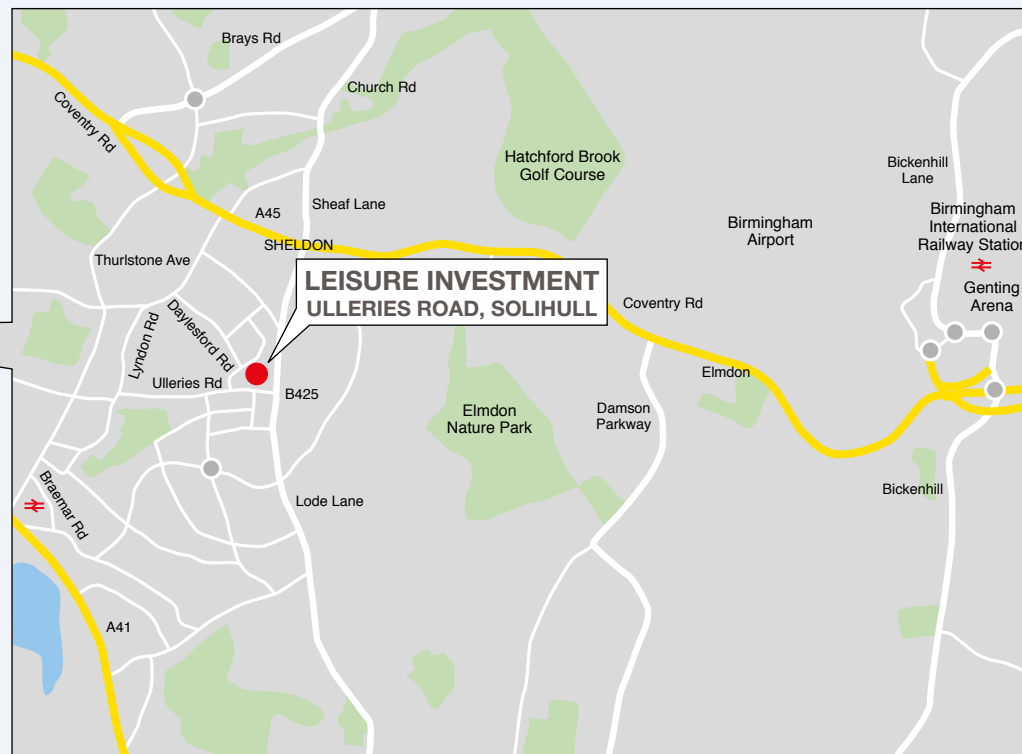 Brays Rd
Church Rd
Coventry Rd
Hatchford Brook
Golf Course
Bickenhill
Lane
Sheaf Lane
A45
Birmingham
Airport
Birmingham
International
Railway Station
SHELDON
Thurlstone Ave
LEISURE INVESTMENT
ULLERIES ROAD, SOLIHULL
Genting
Arena
Coventry Rd
Daylesford Rd
Lyndon Rd
Ulleries Rd
B425
Elmdon
Elmdon
Nature Park
Damson
Parkway
Braemar Rd
Lode Lane
Bickenhill
A41